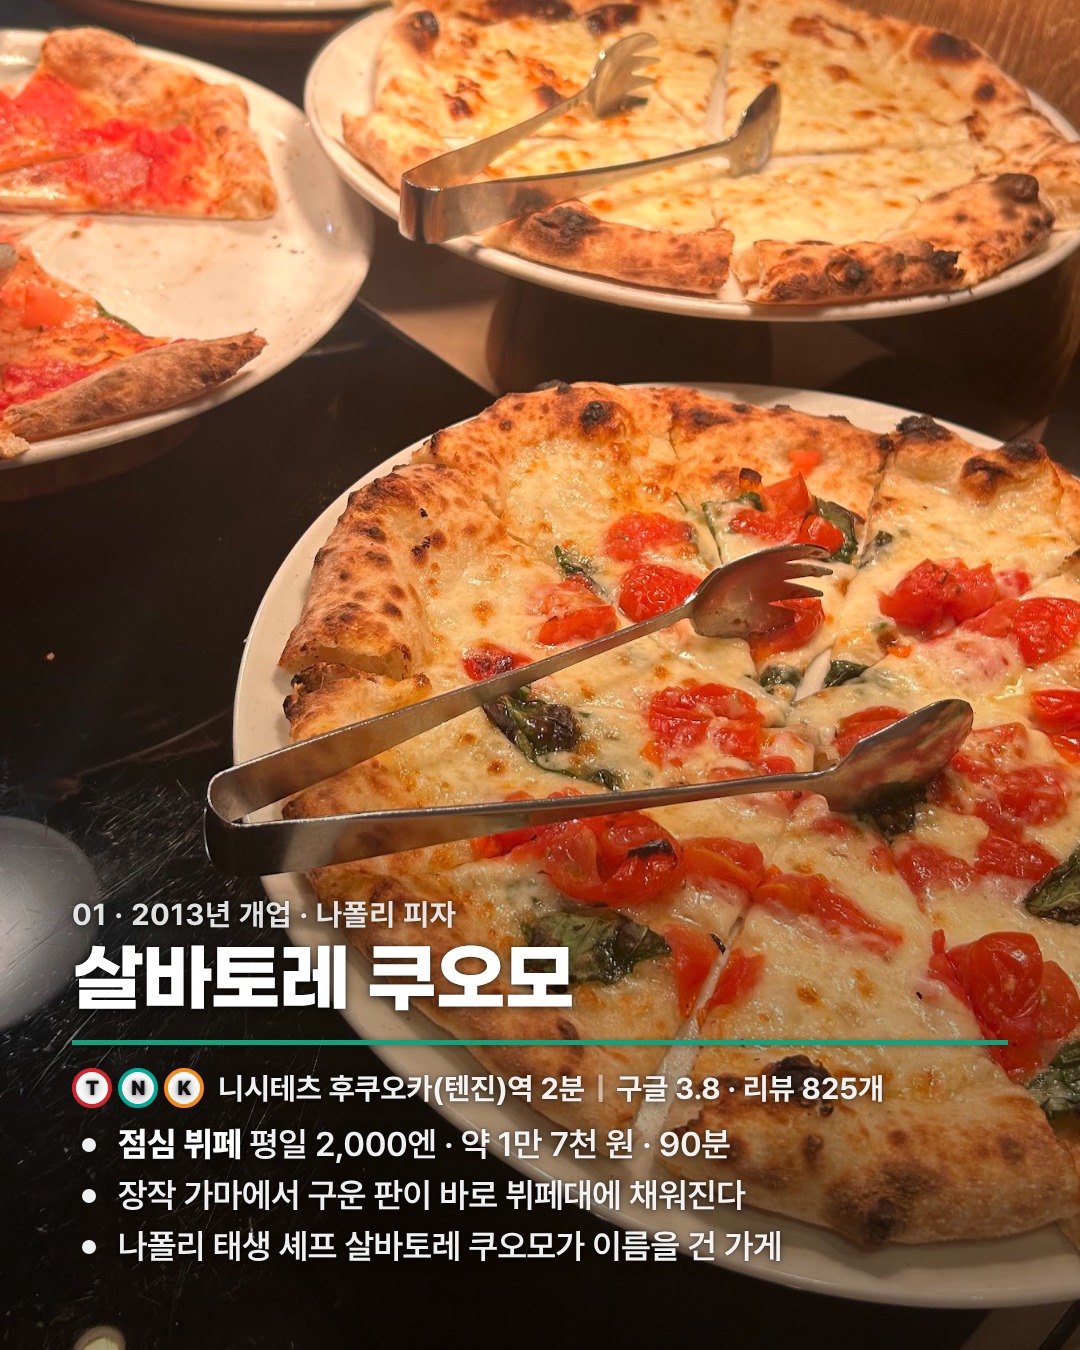 01 · 2013년 개업 · 나폴리 피자
살바토레 쿠오모
T N K 니시테츠 후쿠오카(텐진)역 2분 | 구글 3.8 · 리뷰 825개
• 점심 뷔페 평일 2,000엔 · 약 1만 7천 원 · 90분
• 장작 가마에서 구운 판이 바로 뷔페대에 채워진다
• 나폴리 태생 셰프 살바토레 쿠오모가 이름을 건 가게